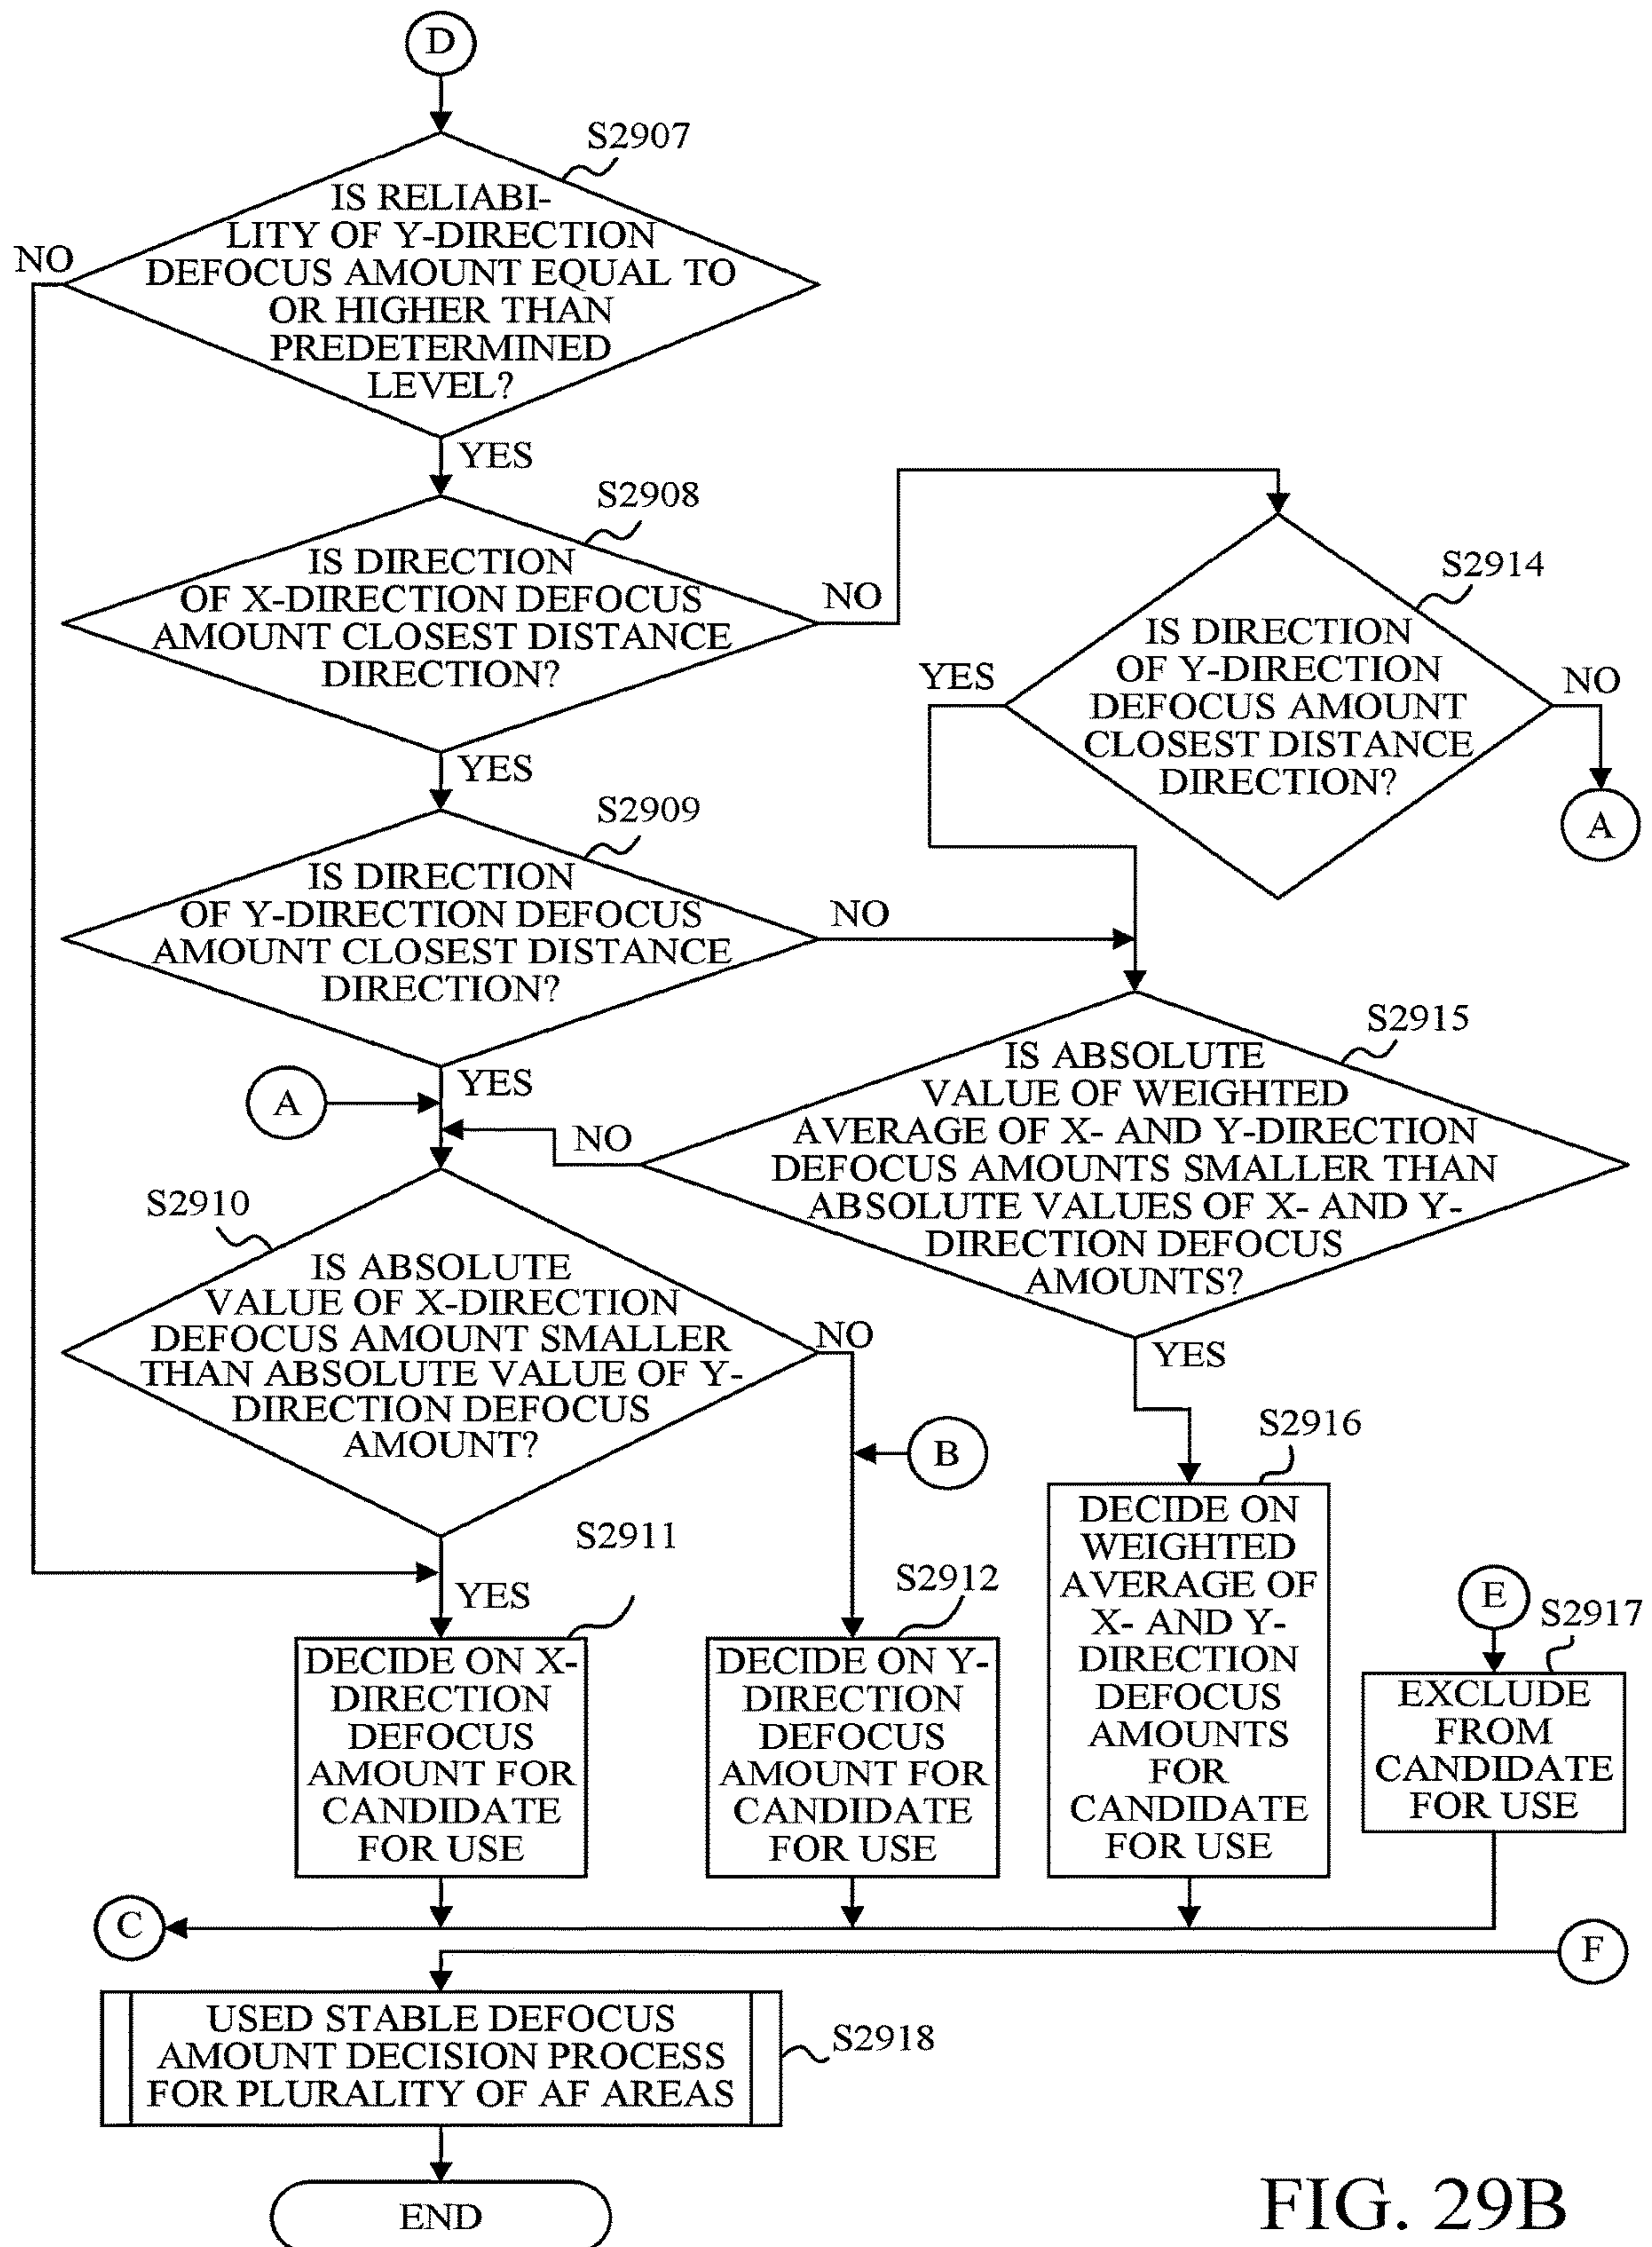 D
S2907
IS RELIABI-
LITY OF Y-DIRECTION
DEFOCUS AMOUNT EQUAL TO
OR HIGHER THAN
PREDETERMINED
LEVEL?
NO
YES
S2908
IS DIRECTION
OF X-DIRECTION DEFOCUS
AMOUNT CLOSEST DISTANCE
DIRECTION?
NO
YES
S2914
IS DIRECTION
OF Y-DIRECTION
DEFOCUS AMOUNT
CLOSEST DISTANCE
DIRECTION?
YES
NO
A
S2909
IS DIRECTION
OF Y-DIRECTION DEFOCUS
AMOUNT CLOSEST DISTANCE
DIRECTION?
NO
YES
A
S2915
IS ABSOLUTE
VALUE OF WEIGHTED
AVERAGE OF X- AND Y-DIRECTION
DEFOCUS AMOUNTS SMALLER THAN
ABSOLUTE VALUES OF X- AND Y-
DIRECTION DEFOCUS
AMOUNTS?
NO
YES
S2910
IS ABSOLUTE
VALUE OF X-DIRECTION
DEFOCUS AMOUNT SMALLER
THAN ABSOLUTE VALUE OF Y-
DIRECTION DEFOCUS
AMOUNT?
NO
B
YES
S2911
DECIDE ON X-
DIRECTION
DEFOCUS
AMOUNT FOR
CANDIDATE
FOR USE
S2912
DECIDE ON Y-
DIRECTION
DEFOCUS
AMOUNT FOR
CANDIDATE
FOR USE
S2916
DECIDE ON
WEIGHTED
AVERAGE OF
X- AND Y-
DIRECTION
DEFOCUS
AMOUNTS
FOR
CANDIDATE
FOR USE
E
S2917
EXCLUDE
FROM
CANDIDATE
FOR USE
C
F
USED STABLE DEFOCUS
AMOUNT DECISION PROCESS
FOR PLURALITY OF AF AREAS
S2918
END
FIG. 29B